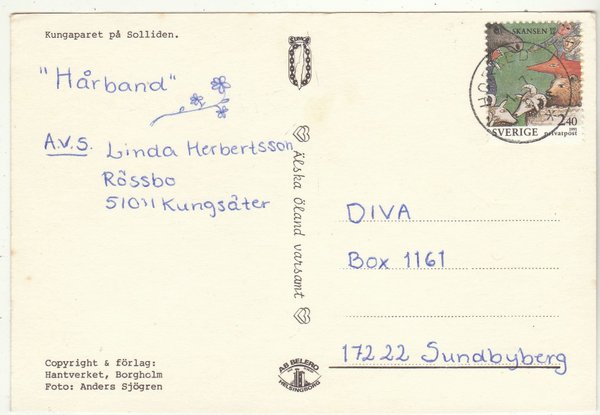 Kungaparet på Solliden.
"Hårband"
A.V.S. Linda Herbertsson
Rössbo
51011 Kungsäter
Copyright & förlag:
Hantverket, Borgholm
Foto: Anders Sjögren
Älska Öland varsamt
AB BELERO
HELSINGBORG
SKANSEN
2.40
SVERIGE
DIVA
Box 1161
172 22 Sundbyberg